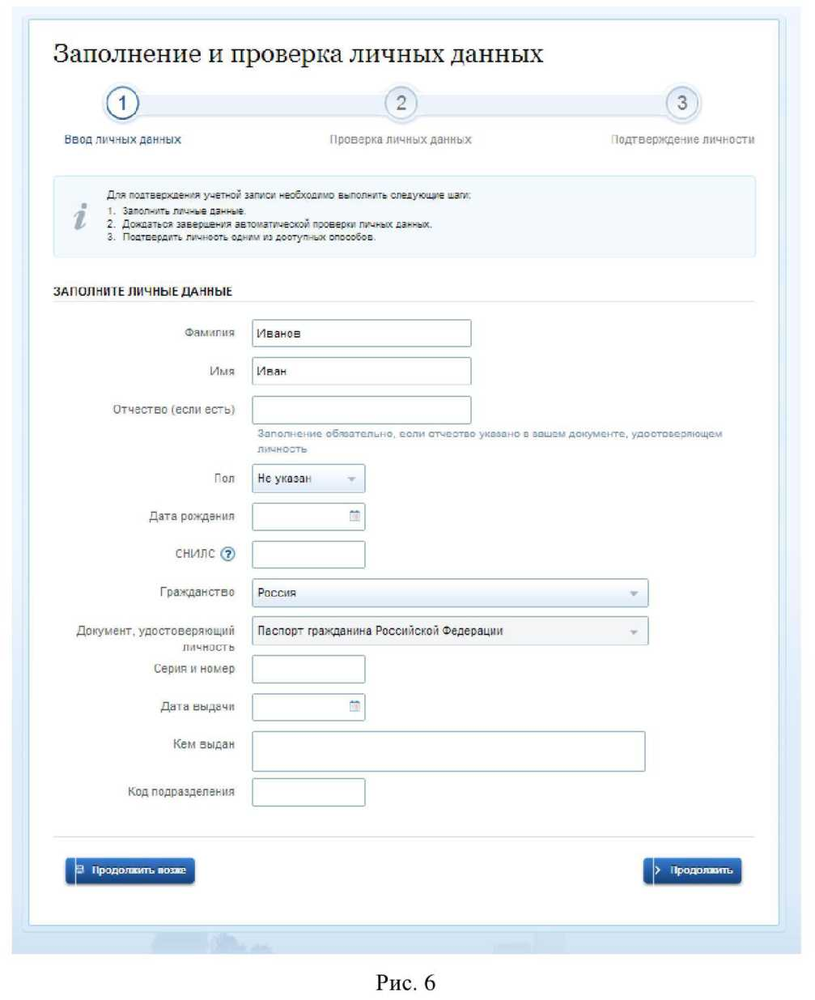 Заполнение и проверка личных данных
1
2
3
Ввод личных данных
Проверка личных данных
Подтверждение личности
Для подтверждения учетной записи необходимо выполнить следующие шаги:
1. Заполнить личные данные.
2. Дождаться завершения автоматической проверки личных данных.
3. Подтвердить личность одним из доступных способов.
ЗАПОЛНИТЕ ЛИЧНЫЕ ДАННЫЕ
Фамилия
Иванов
Имя
Иван
Отчество (если есть)
Заполнение обязательно, если отчество указано в вашем документе, удостоверяющем
личность
Пол
Не указан
Дата рождения
СНИЛС ?
Гражданство
Россия
Документ, удостоверяющий
личность
Паспорт гражданина Российской Федерации
Серия и номер
Дата выдачи
Кем выдан
Код подразделения
Продолжить позже
Продолжить
Рис. 6